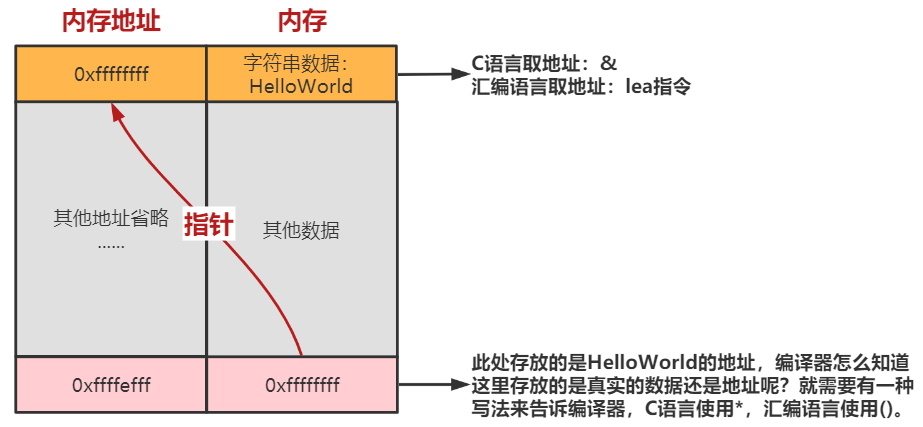 内存地址 内存
0xffffffff
字符串数据：
HelloWorld
C语言取地址：&
汇编语言取地址：lea指令
其他地址省略
……
指针
其他数据
0xffffefff
0xffffffff
此处存放的是HelloWorld的地址，编译器怎么知道
这里存放的是真实的数据还是地址呢？就需要有一种
写法来告诉编译器，C语言使用*，汇编语言使用()。